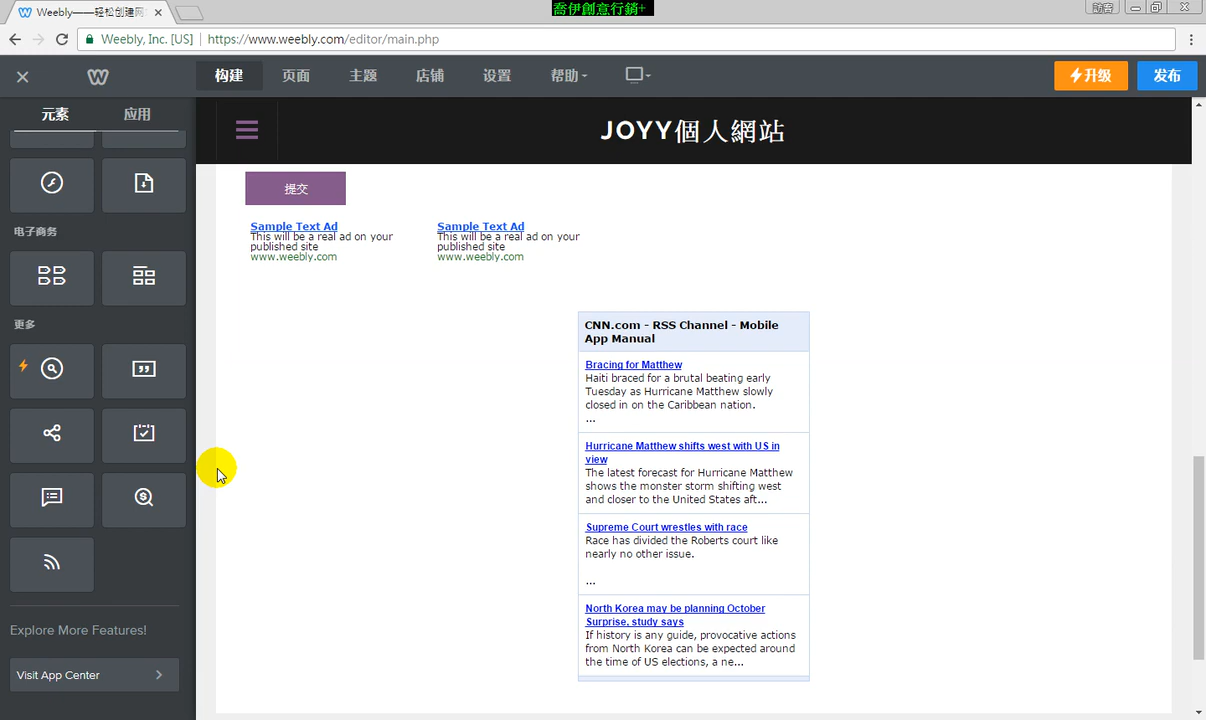 喬伊創意行銷+
Weebly——轻松创建网
訪客
Weebly, Inc. [US] https://www.weebly.com/editor/main.php
构建 页面 主题 店铺 设置 帮助 升级 发布
元素 应用
JOYY個人網站
提交
电子商务
更多
Explore More Features!
Visit App Center
Sample Text Ad
This will be a real ad on your
published site
www.weebly.com
Sample Text Ad
This will be a real ad on your
published site
www.weebly.com
CNN.com - RSS Channel - Mobile
App Manual
Bracing for Matthew
Haiti braced for a brutal beating early
Tuesday as Hurricane Matthew slowly
closed in on the Caribbean nation.
...
Hurricane Matthew shifts west with US in
view
The latest forecast for Hurricane Matthew
shows the monster storm shifting west
and closer to the United States aft...
Supreme Court wrestles with race
Race has divided the Roberts court like
nearly no other issue.
...
North Korea may be planning October
Surprise, study says
If history is any guide, provocative actions
from North Korea can be expected around
the time of US elections, a ne...